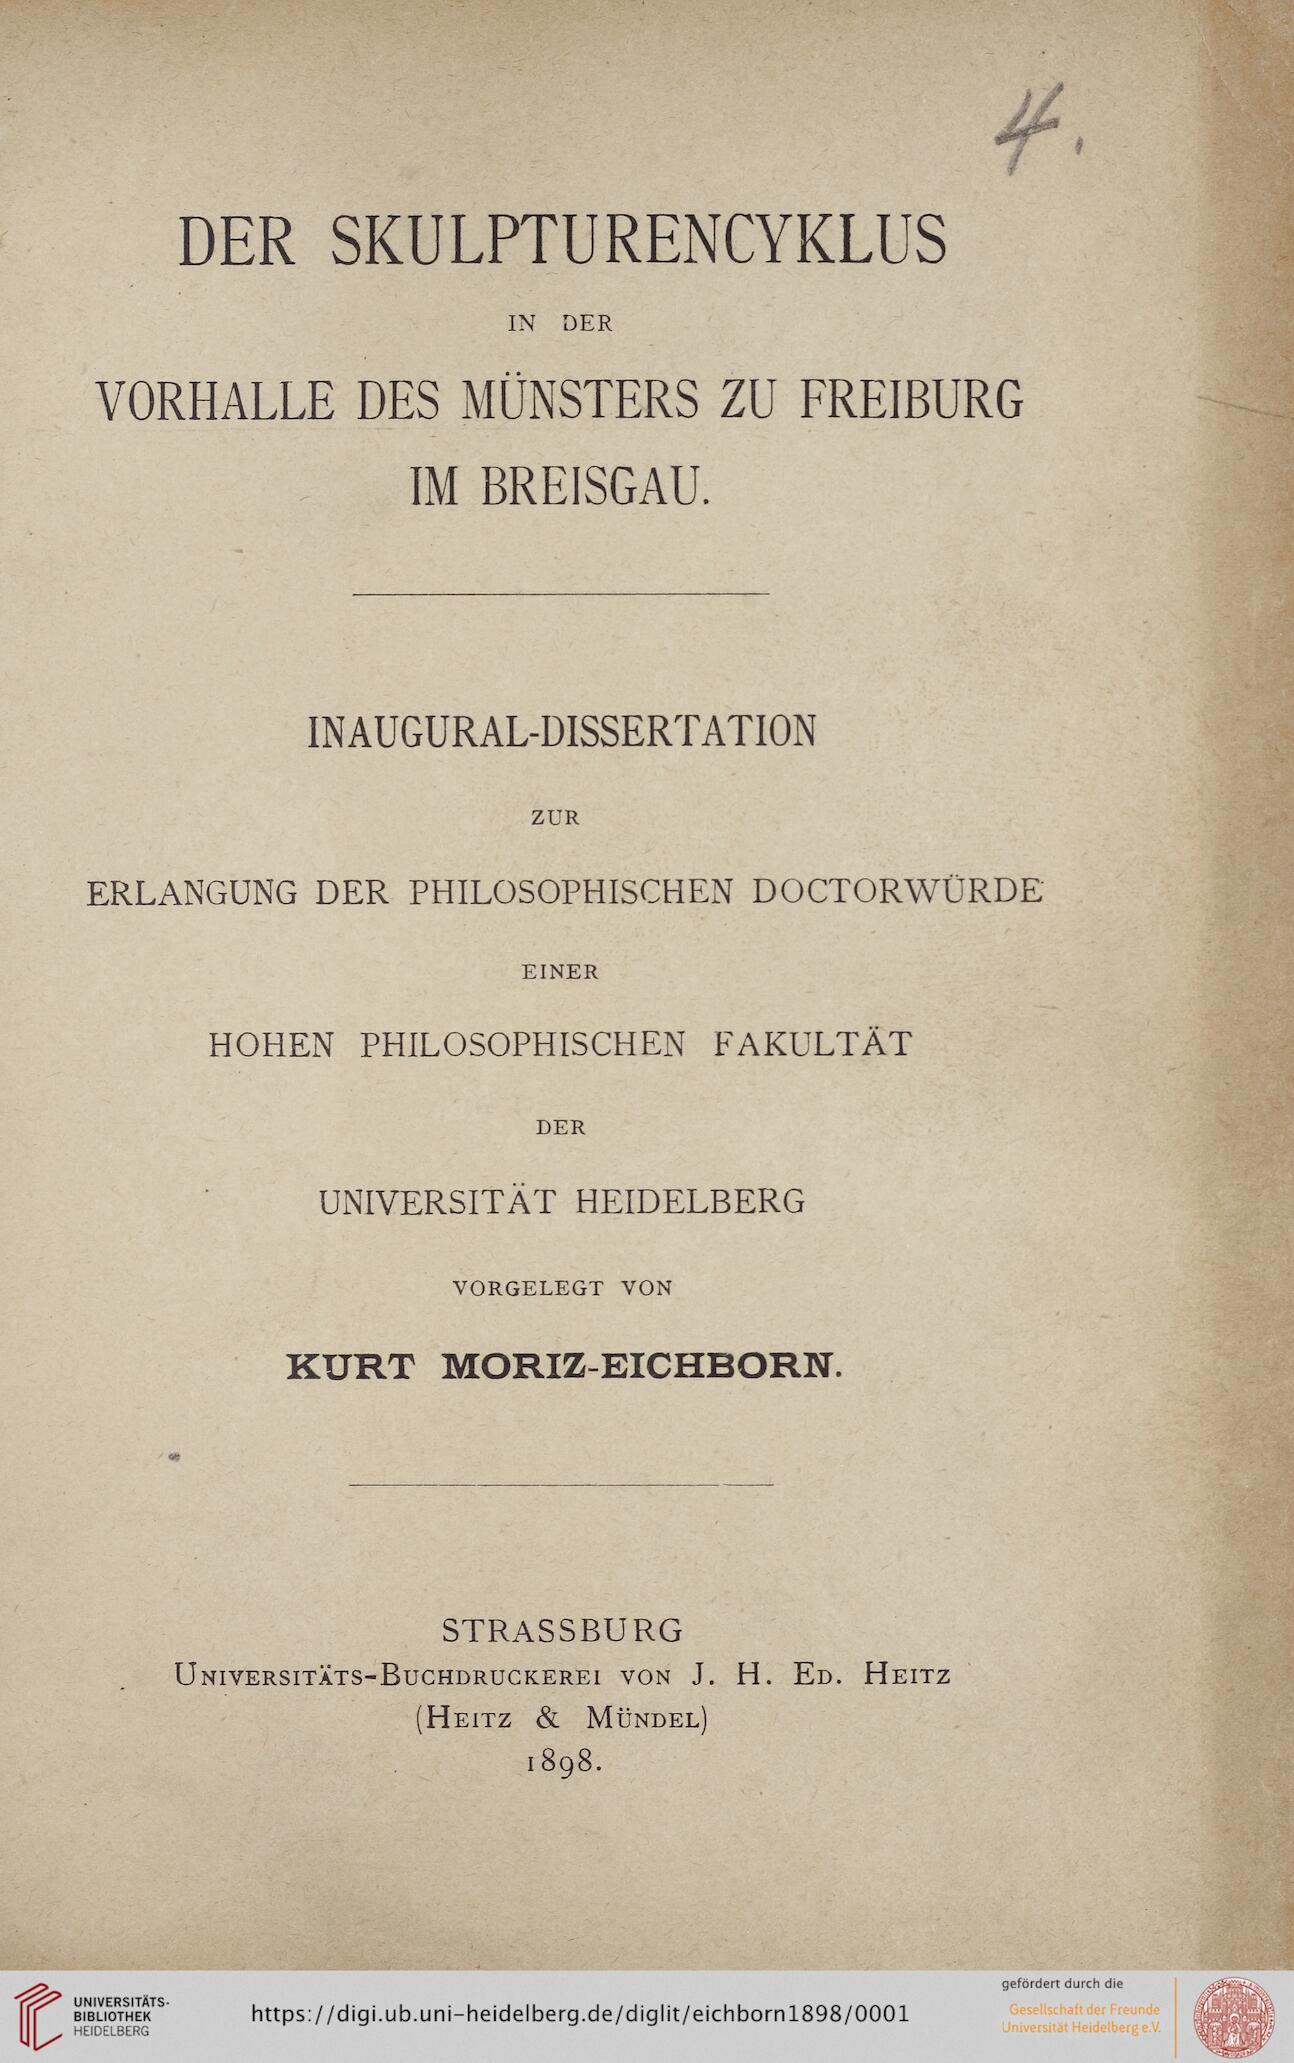 4.
DER SKULPTURENCYKLUS
IN DER
VORHALLE DES MÜNSTERS ZU FREIBURG
IM BREISGAU.
INAUGURAL-DISSERTATION
ZUR
ERLANGUNG DER PHILOSOPHISCHEN DOCTORWÜRDE
EINER
HOHEN PHILOSOPHISCHEN FAKULTÄT
DER
UNIVERSITÄT HEIDELBERG
VORGELEGT VON
KURT MORIZ-EICHBORN.
STRASSBURG
UNIVERSITÄTS-BUCHDRUCKEREI VON J. H. ED. HEITZ
(HEITZ & MÜNDEL)
1898.
UNIVERSITÄTS-
BIBLIOTHEK
HEIDELBERG
https://digi.ub.uni-heidelberg.de/diglit/eichborn1898/0001
gefördert durch die
Gesellschaft der Freunde
Universität Heidelberg e.V.